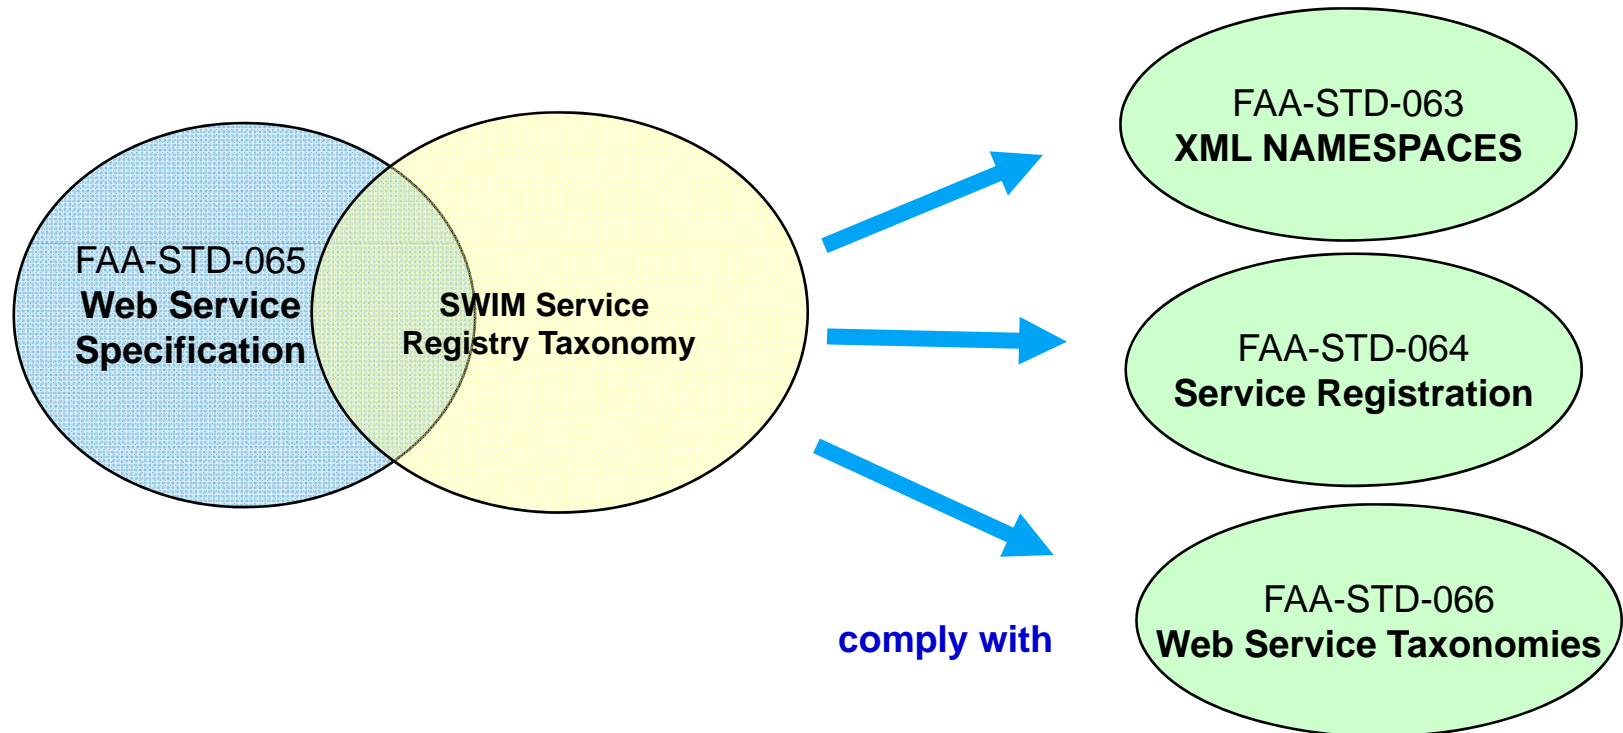 FAA-STD-065
Web Service
Specification
SWIM Service
Registry Taxonomy
FAA-STD-063
XML NAMESPACES
FAA-STD-064
Service Registration
FAA-STD-066
Web Service Taxonomies
comply with